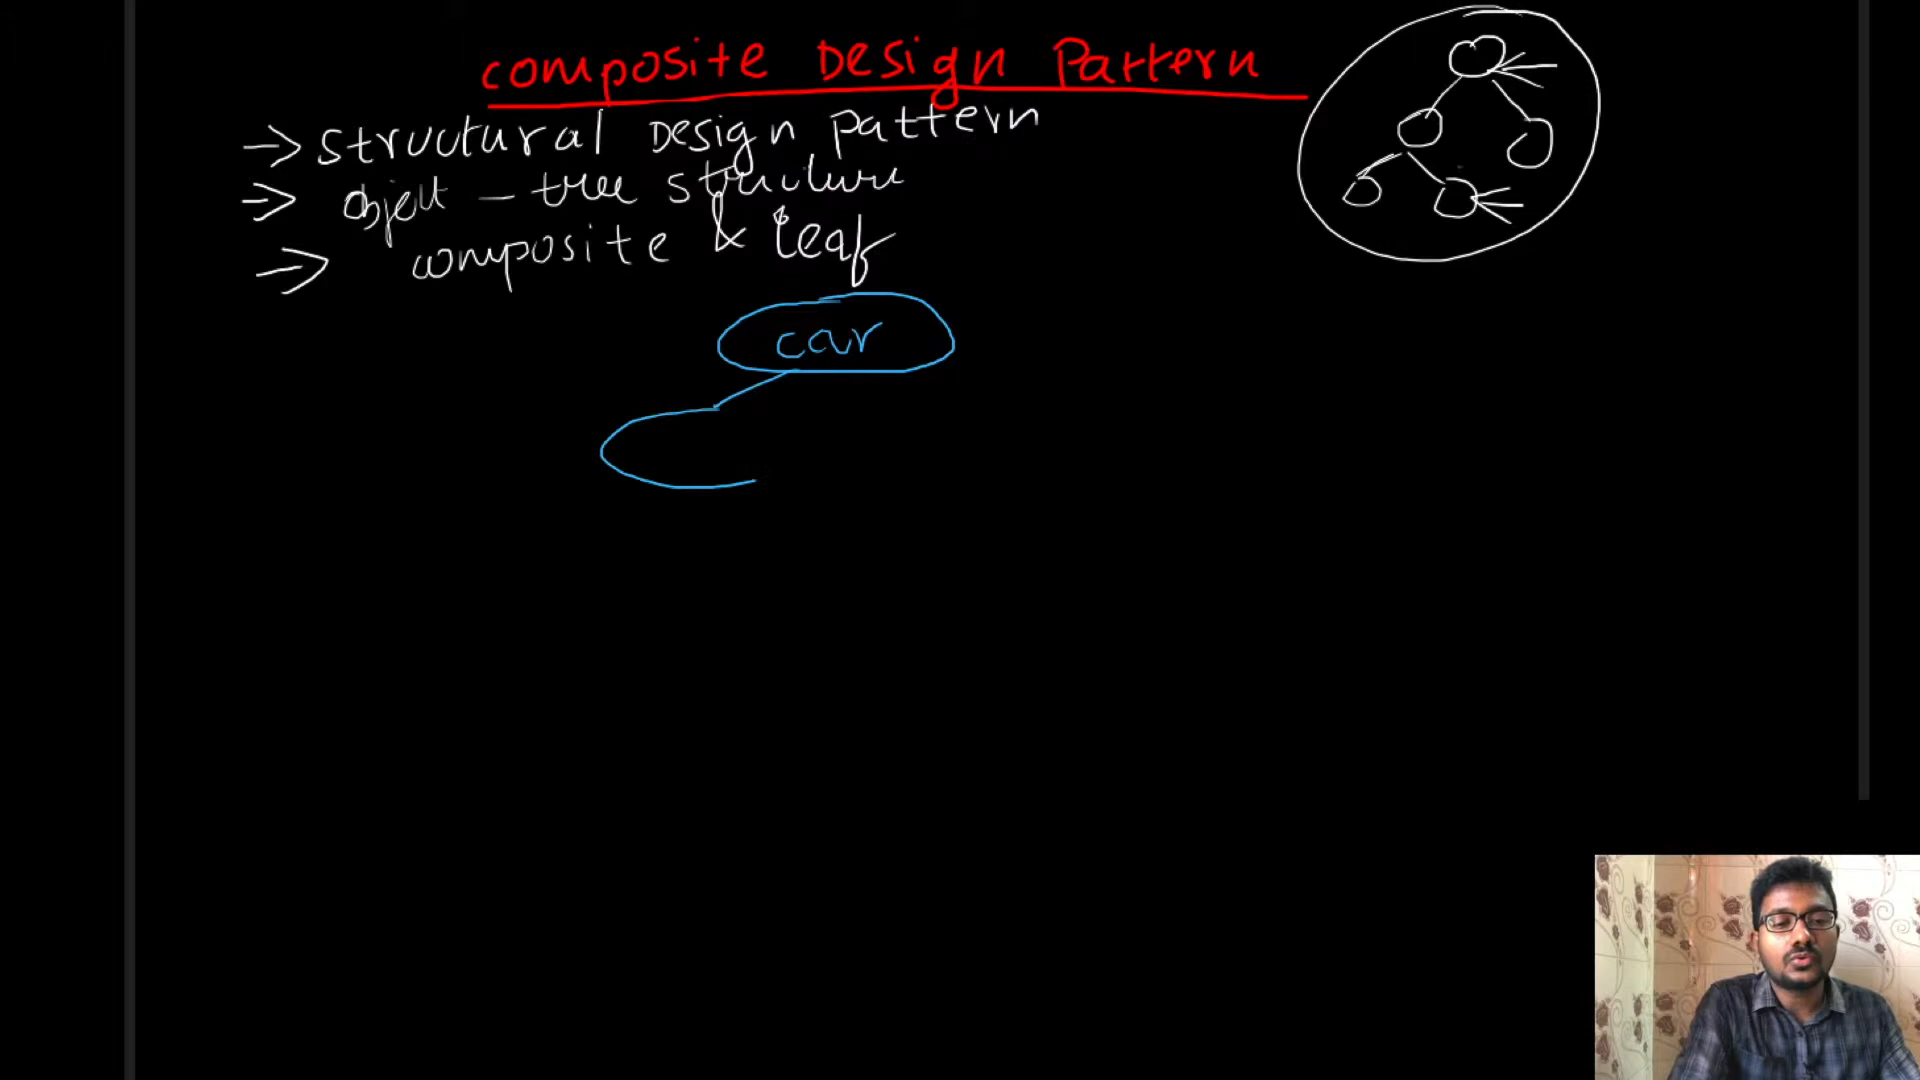 composite Design Pattern
→ structural Design pattern
→ object - tree structure
→ composite & leaf
car